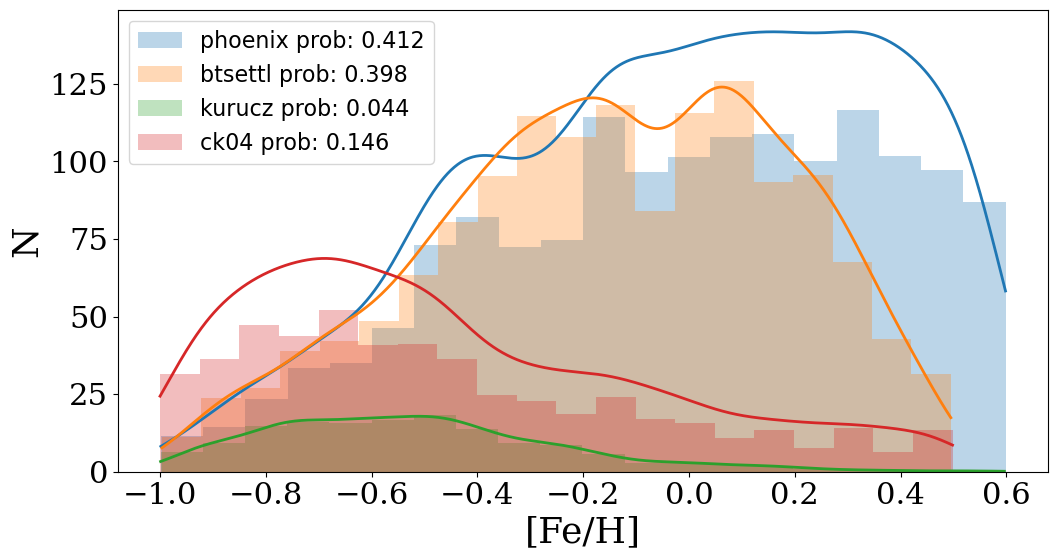 phoenix prob: 0.412
btsettl prob: 0.398
kurucz prob: 0.044
ck04 prob: 0.146
N
125
100
75
50
25
0
−1.0 −0.8 −0.6 −0.4 −0.2 0.0 0.2 0.4 0.6
[Fe/H]